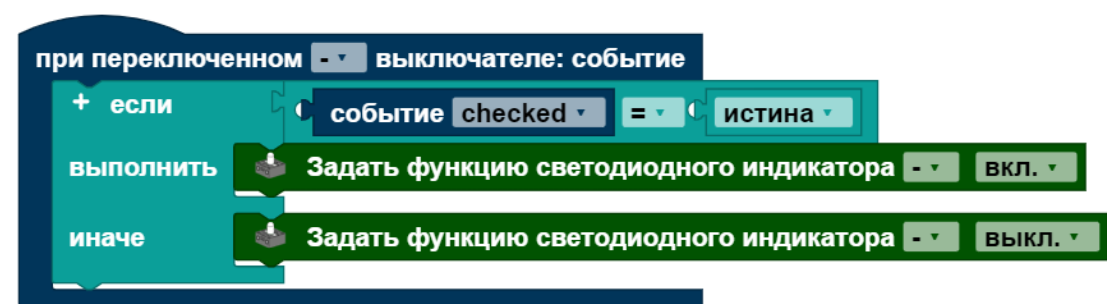 при переключенном - выключателе: событие
+ если событие checked = истина
выполнить Задать функцию светодиодного индикатора - вкл.
иначе Задать функцию светодиодного индикатора - выкл.